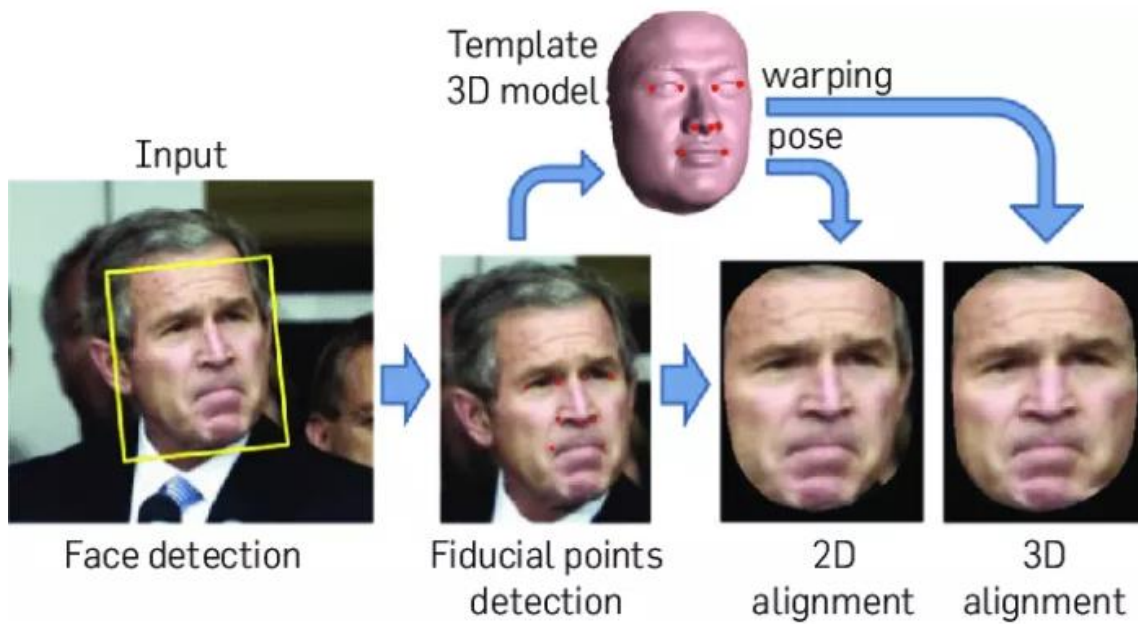 Template
3D model
warping
pose
Input
Face detection
Fiducial points
detection
2D
alignment
3D
alignment